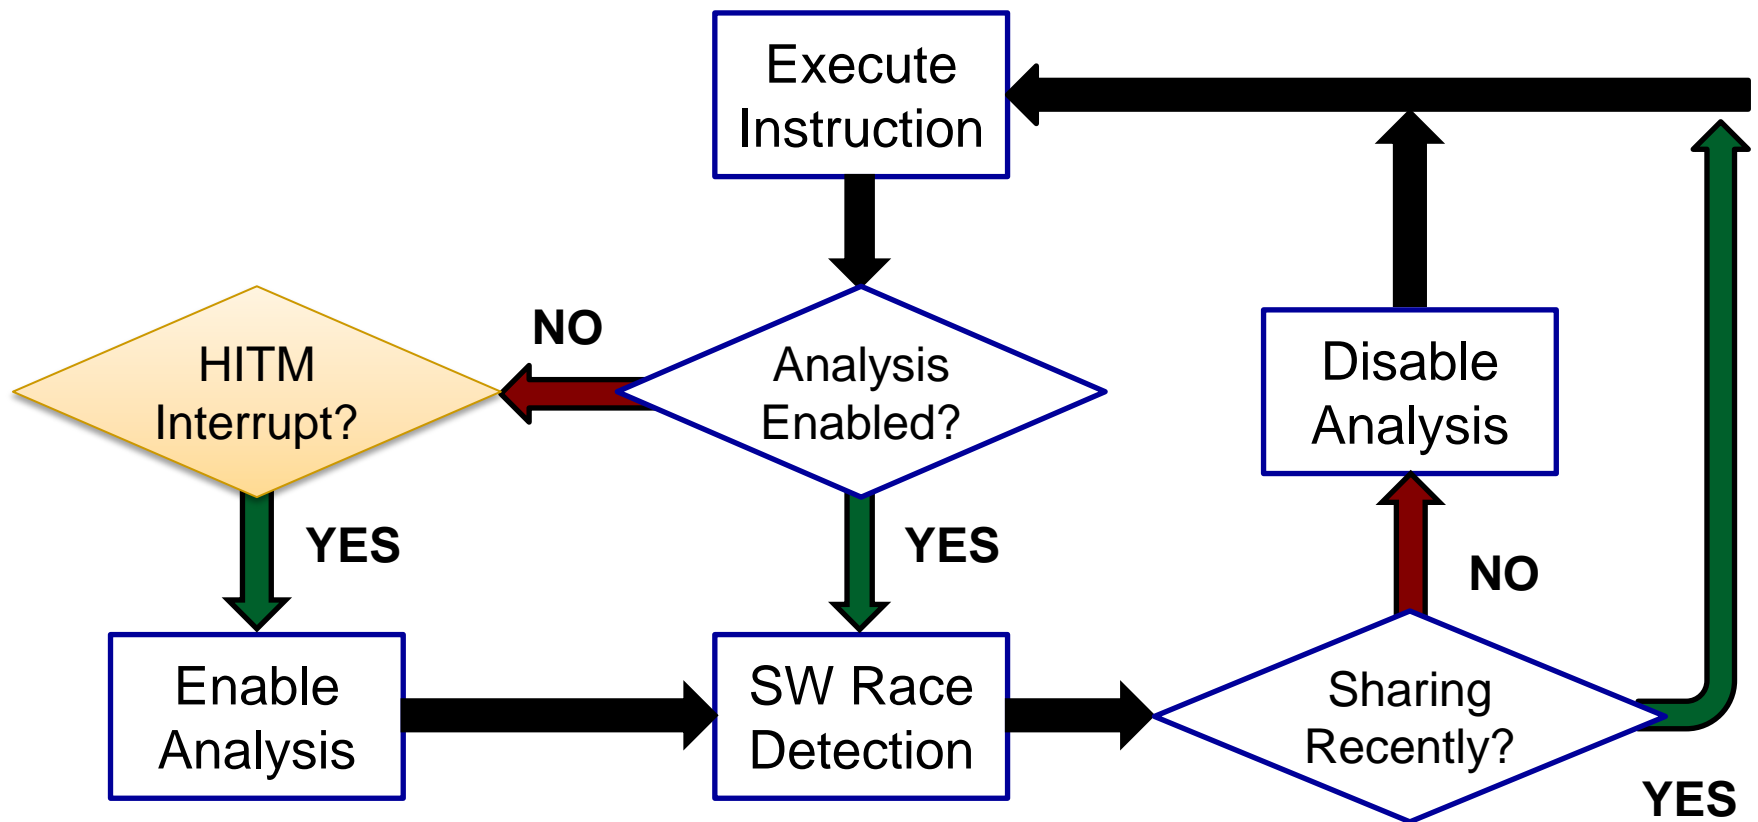 Execute
Instruction
NO
HITM
Interrupt?
Analysis
Enabled?
Disable
Analysis
YES
YES
NO
Enable
Analysis
SW Race
Detection
Sharing
Recently?
YES